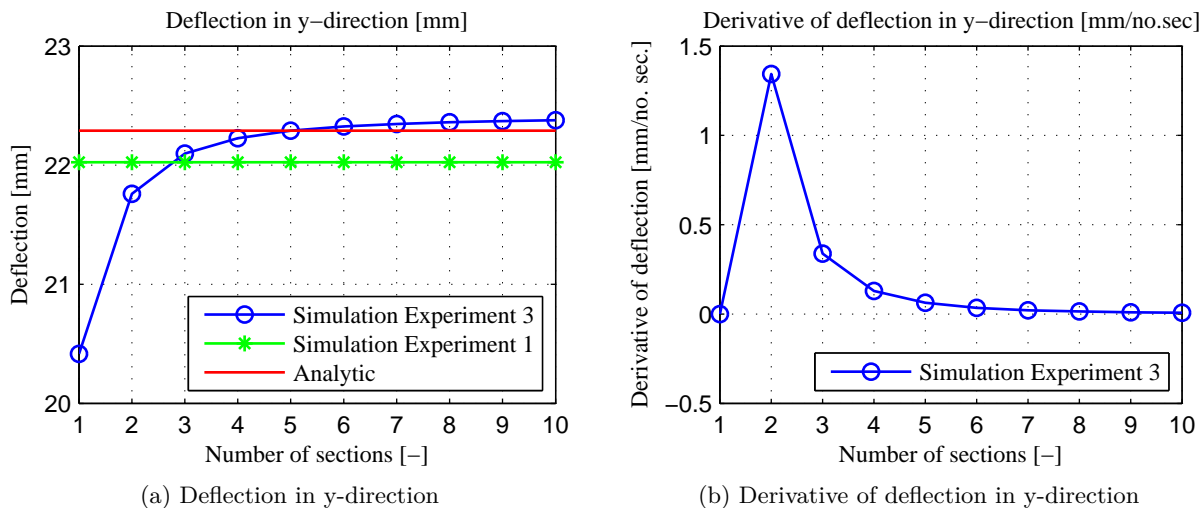 Deflection in y−direction [mm]
23
22
21
20
Deflection [mm]
Simulation Experiment 3
Simulation Experiment 1
Analytic
1 2 3 4 5 6 7 8 9 10
Number of sections [−]
(a) Deflection in y-direction
Derivative of deflection in y−direction [mm/no.sec]
1.5
1
0.5
0
−0.5
Derivative of deflection [mm/no. sec.]
Simulation Experiment 3
1 2 3 4 5 6 7 8 9 10
Number of sections [−]
(b) Derivative of deflection in y-direction